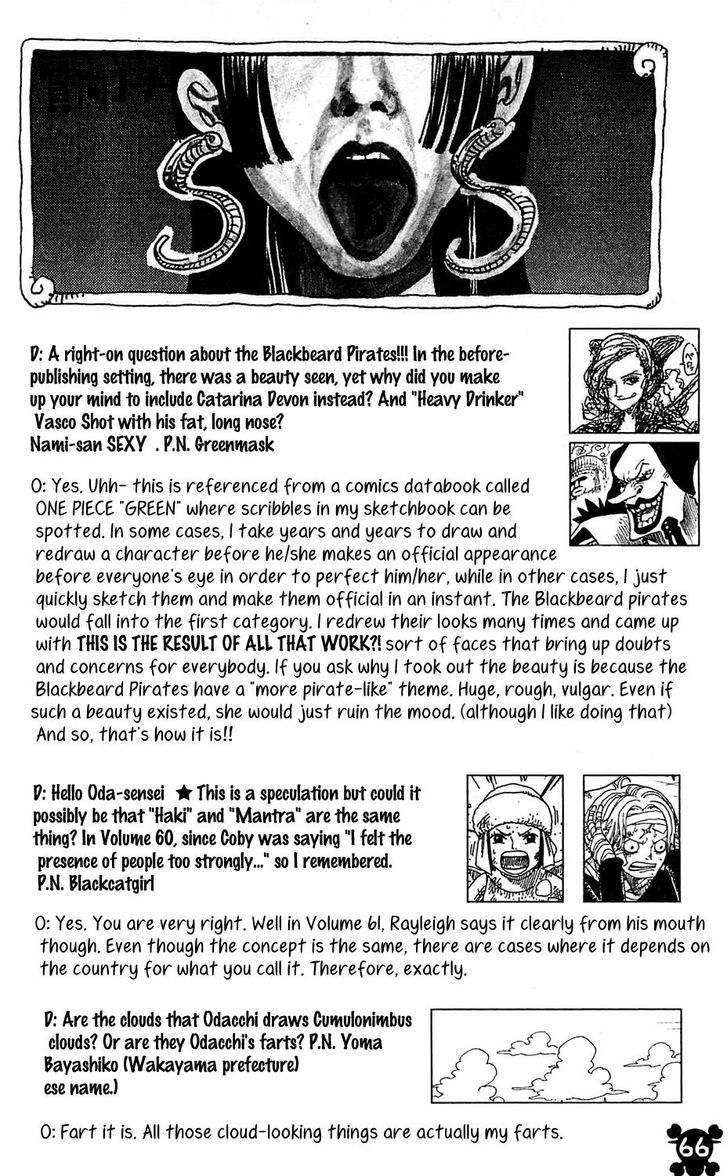 D: A right-on question about the Blackbeard Pirates!!! In the before-
publishing setting, there was a beauty seen, yet why did you make
up your mind to include Catarina Devon instead? And "Heavy Drinker"
Vasco Shot with his fat, long nose?
Nami-san SEXY . P.N. Greenmask
O: Yes. Uhh- this is referenced from a comics databook called
ONE PIECE "GREEN" where scribbles in my sketchbook can be
spotted. In some cases, I take years and years to draw and
redraw a character before he/she makes an official appearance
before everyone's eye in order to perfect him/her, while in other cases, I just
quickly sketch them and make them official in an instant. The Blackbeard pirates
would fall into the first category. I redrew their looks many times and came up
with THIS IS THE RESULT OF ALL THAT WORK?! sort of faces that bring up doubts
and concerns for everybody. If you ask why I took out the beauty is because the
Blackbeard Pirates have a "more pirate-like" theme. Huge, rough, vulgar. Even if
such a beauty existed, she would just ruin the mood. (although I like doing that)
And so, that's how it is!!
D: Hello Oda-sensei ★ This is a speculation but could it
possibly be that "Haki" and "Mantra" are the same
thing? In Volume 60, since Coby was saying "I felt the
presence of people too strongly..." so I remembered.
P.N. Blackcatgirl
O: Yes. You are very right. Well in Volume 61, Rayleigh says it clearly from his mouth
though. Even though the concept is the same, there are cases where it depends on
the country for what you call it. Therefore, exactly.
D: Are the clouds that Odacchi draws Cumulonimbus
clouds? Or are they Odacchi's farts? P.N. Yoma
Bayashiko (Wakayama prefecture)
ese name.)
O: Fart it is. All those cloud-looking things are actually my farts.
66